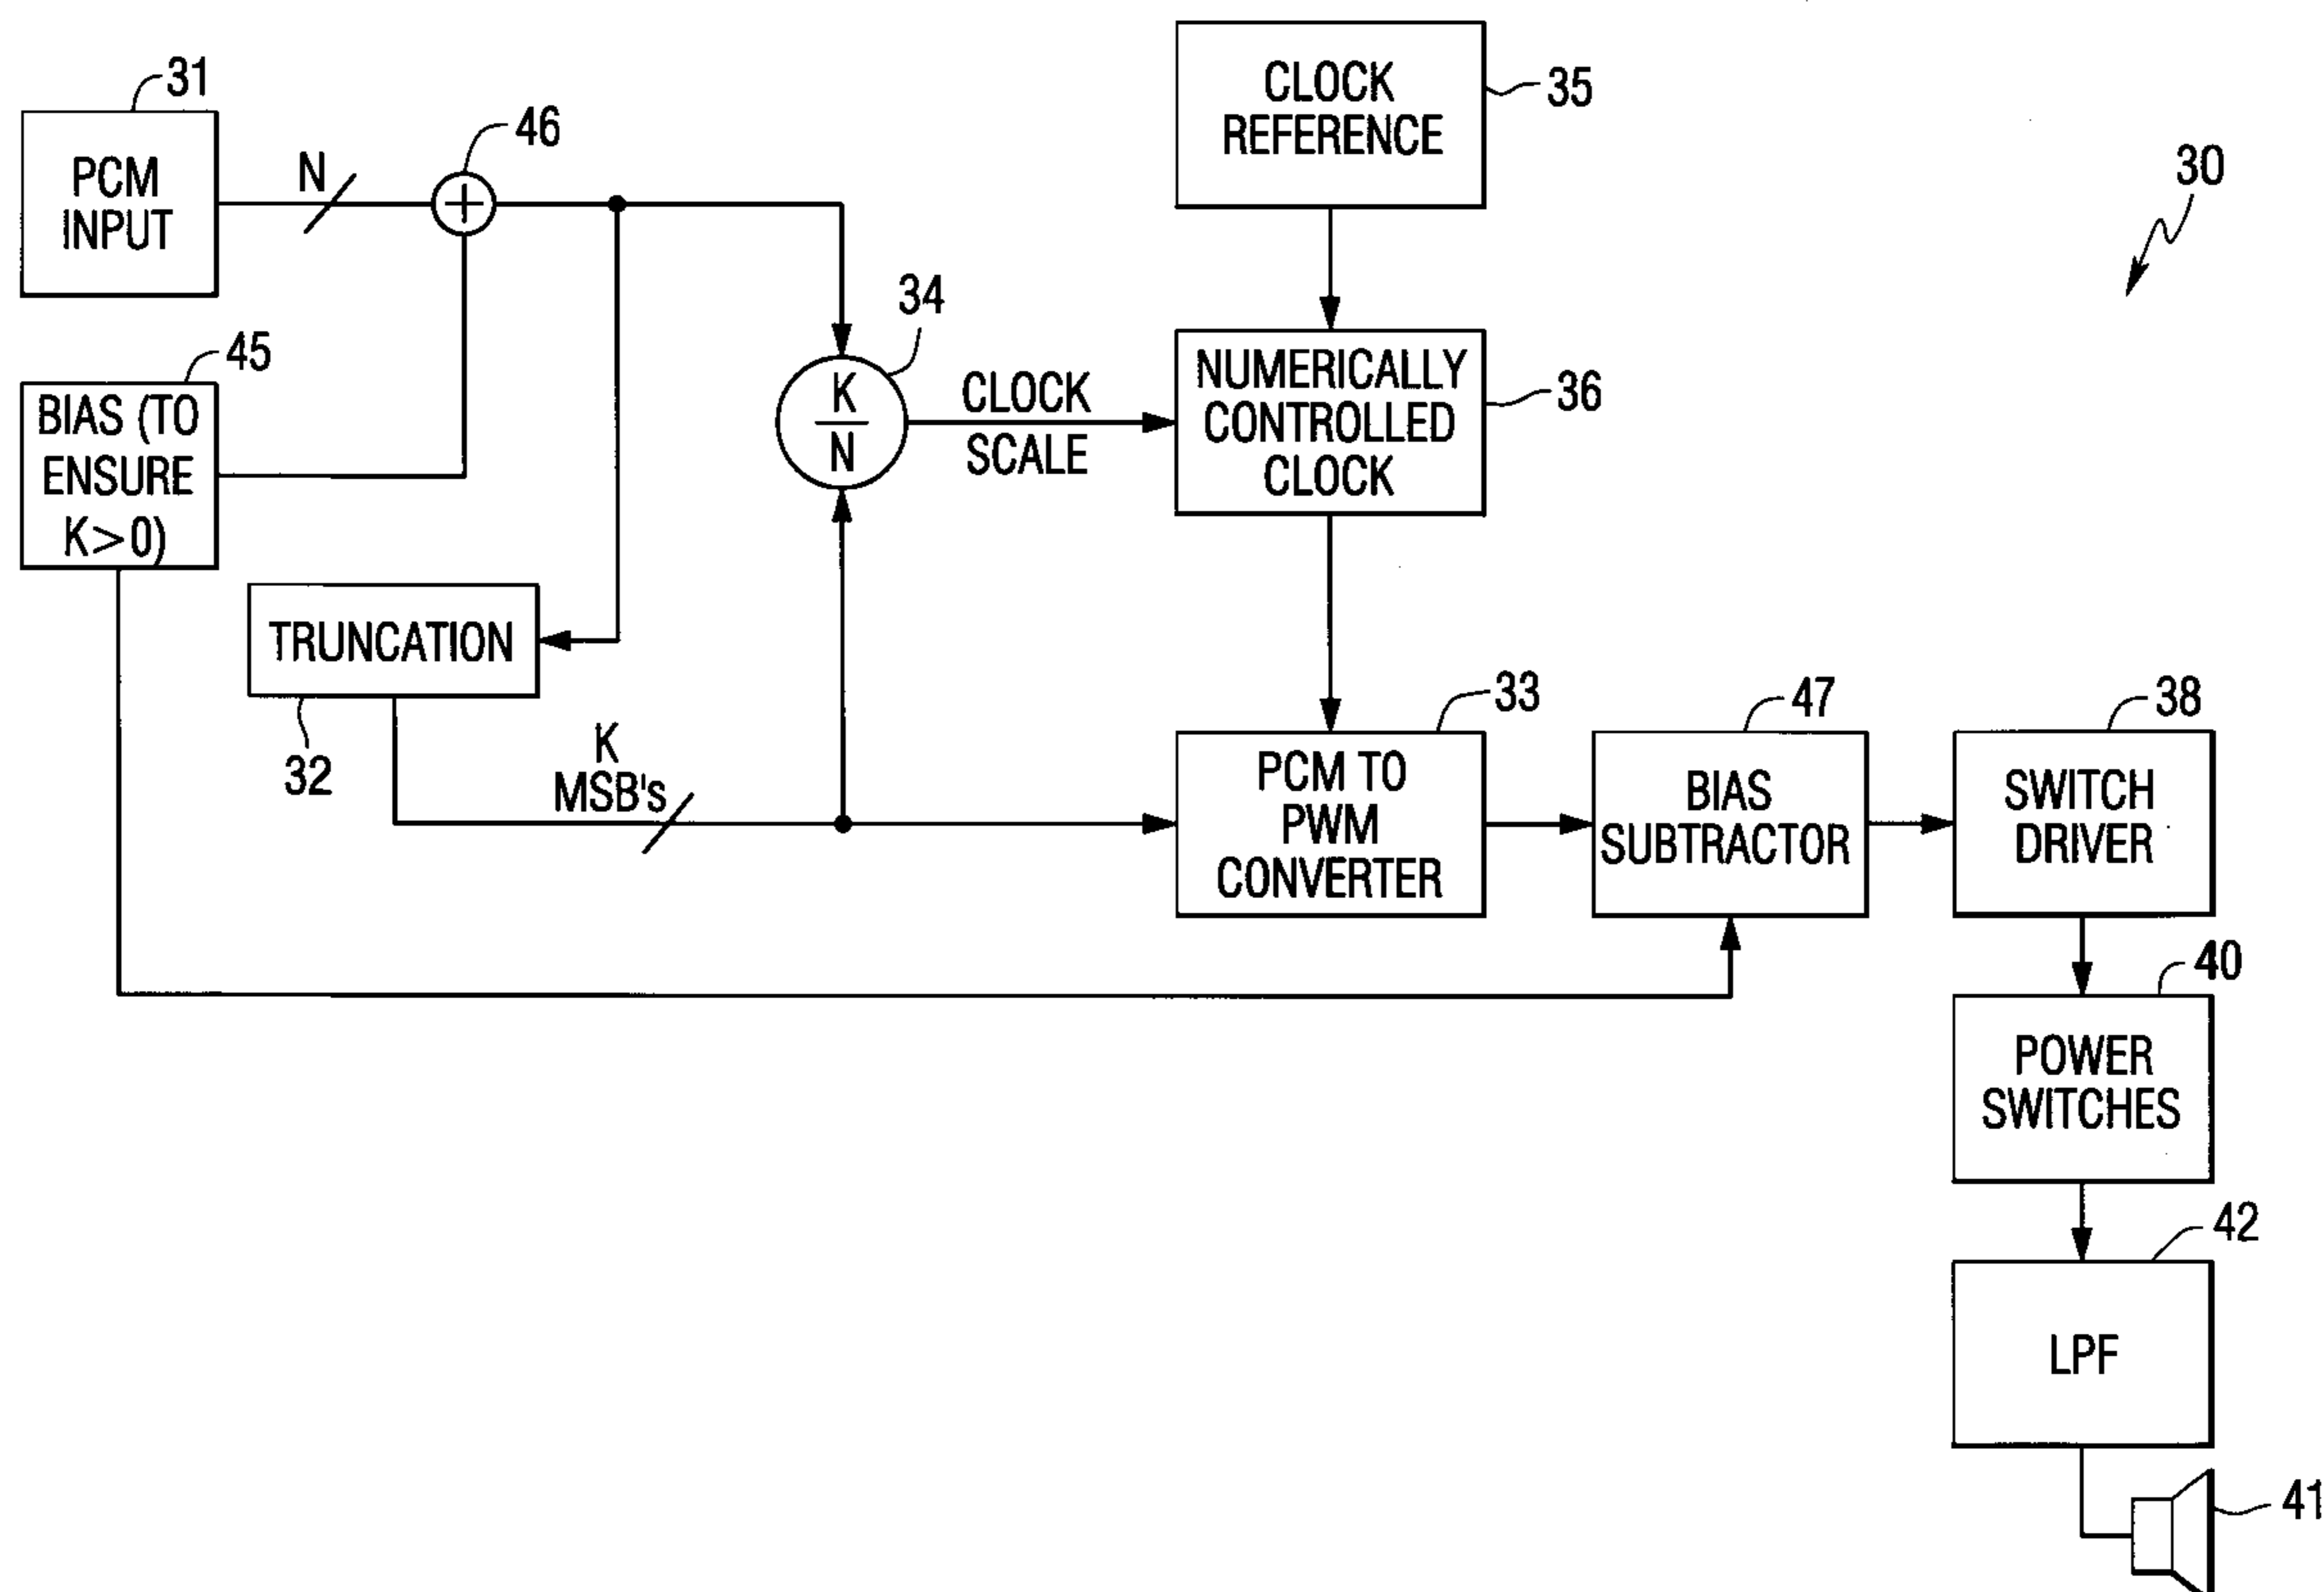 31
PCM
INPUT
N
46
+
CLOCK
REFERENCE
35
30
45
BIAS (TO
ENSURE
K>0)
34
K
N
CLOCK
SCALE
NUMERICALLY
CONTROLLED
CLOCK
36
TRUNCATION
32
K
MSB's
33
PCM TO
PWM
CONVERTER
47
BIAS
SUBTRACTOR
38
SWITCH
DRIVER
40
POWER
SWITCHES
42
LPF
41